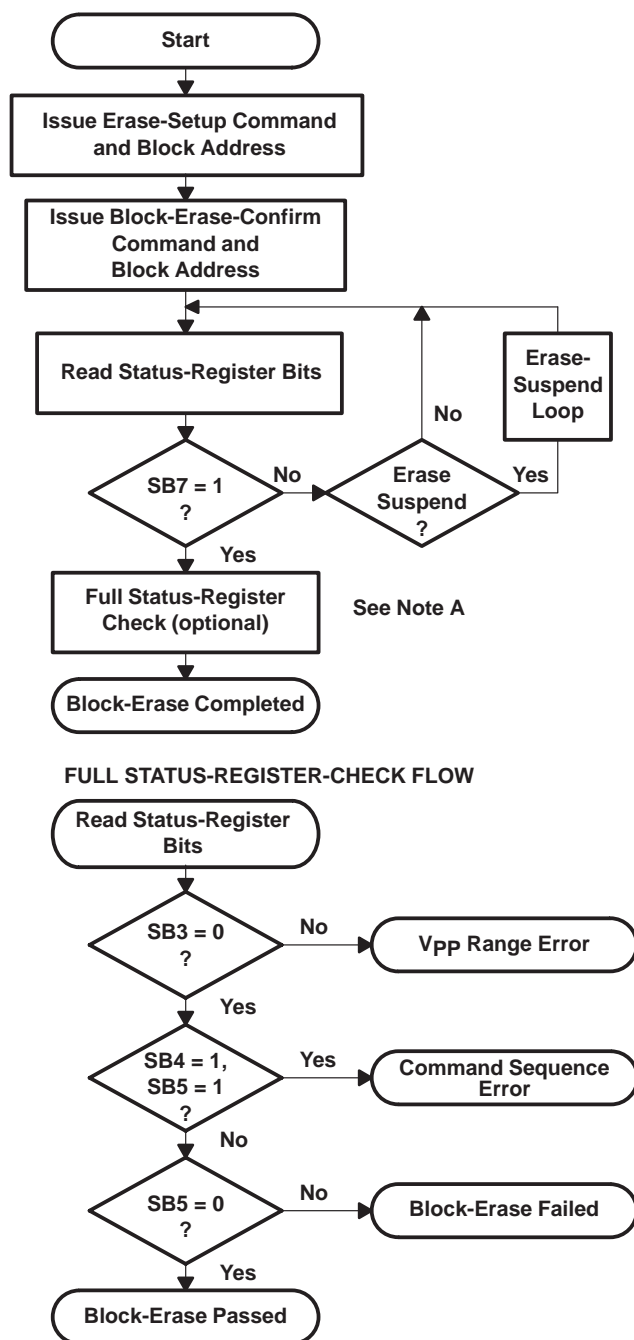 Start
Issue Erase-Setup Command
and Block Address
Issue Block-Erase-Confirm
Command and
Block Address
Read Status-Register Bits
Erase-
Suspend
Loop
No
SB7 = 1
?
No
Erase
Suspend
?
Yes
Yes
Full Status-Register
Check (optional)
See Note A
Block-Erase Completed
FULL STATUS-REGISTER-CHECK FLOW
Read Status-Register
Bits
SB3 = 0
?
No
VPP Range Error
Yes
SB4 = 1,
SB5 = 1
?
Yes
Command Sequence
Error
No
SB5 = 0
?
No
Block-Erase Failed
Yes
Block-Erase Passed